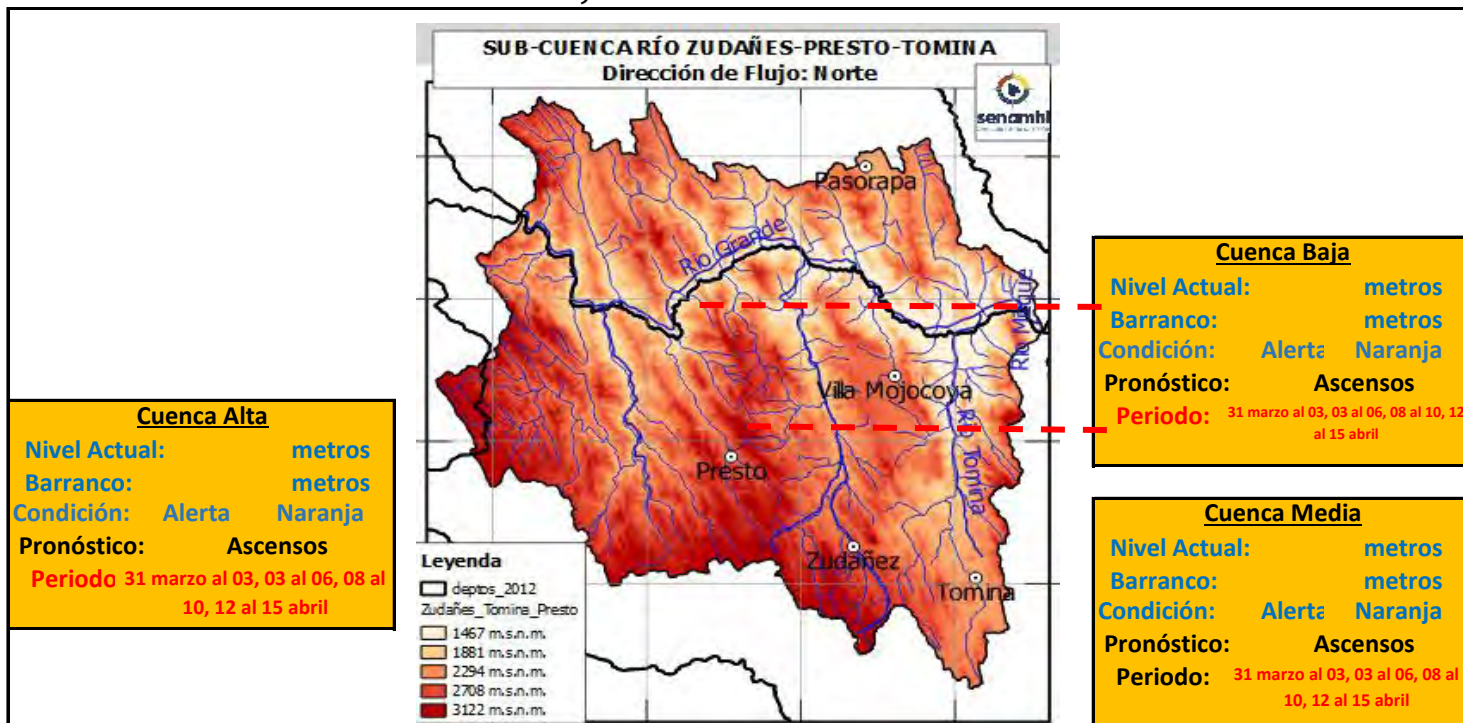 SUB-CUENCA RÍO ZUDAÑES-PRESTO-TOMINA
Dirección de Flujo: Norte
senamhi
Pasorapa
Rio Grande
Rio Mizque
Villa Mojocoya
Rio Tomina
Presto
Zudañez
Tomina
Leyenda
deptos_2012
Zudañes_Tomina_Presto
1467 m.s.n.m.
1881 m.s.n.m.
2294 m.s.n.m.
2708 m.s.n.m.
3122 m.s.n.m.
Cuenca Alta
Nivel Actual: metros
Barranco: metros
Condición: Alerta Naranja
Pronóstico: Ascensos
Periodo 31 marzo al 03, 03 al 06, 08 al
10, 12 al 15 abril
Cuenca Baja
Nivel Actual: metros
Barranco: metros
Condición: Alerta Naranja
Pronóstico: Ascensos
Periodo: 31 marzo al 03, 03 al 06, 08 al 10, 12
al 15 abril
Cuenca Media
Nivel Actual: metros
Barranco: metros
Condición: Alerta Naranja
Pronóstico: Ascensos
Periodo: 31 marzo al 03, 03 al 06, 08 al
10, 12 al 15 abril